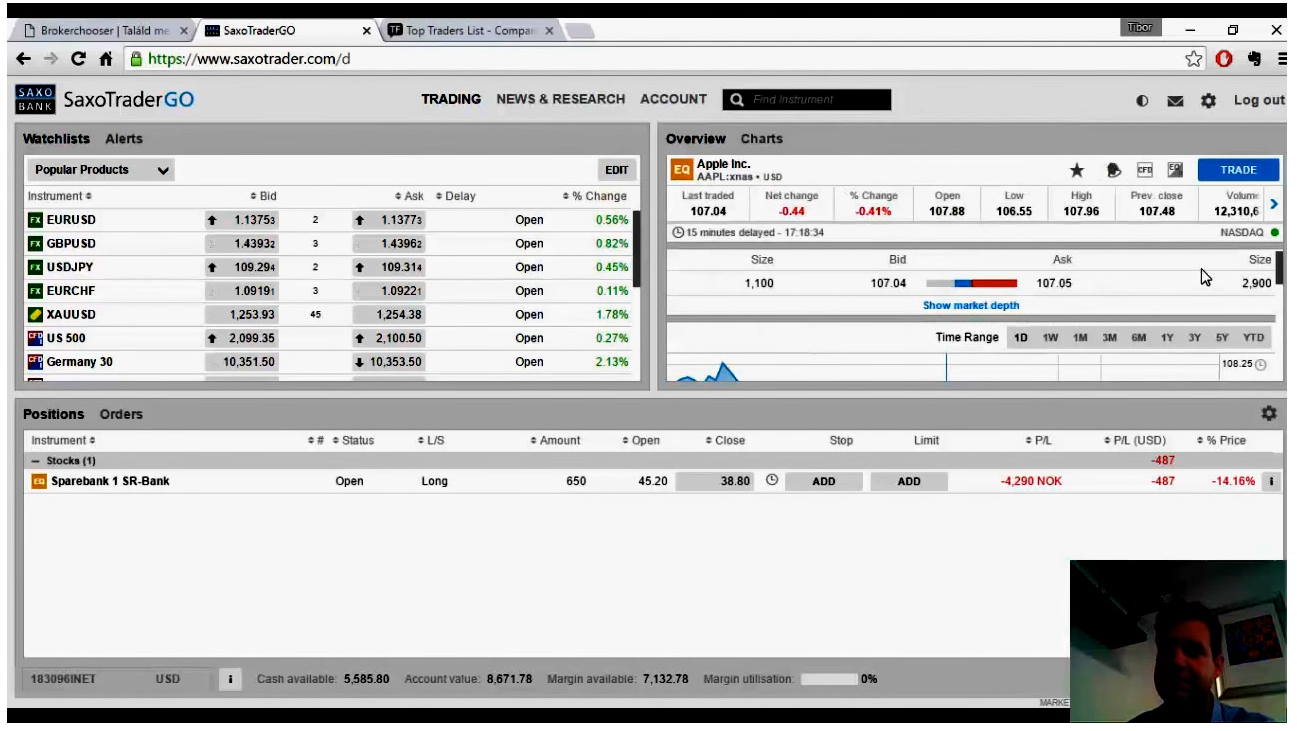 Brokerchooser | Találd me
SaxoTraderGO
Top Traders List - Compar
Tibor
https://www.saxotrader.com/d
SAXO BANK SaxoTraderGO
TRADING NEWS & RESEARCH ACCOUNT Find Instrument Log out
Watchlists Alerts
Popular Products EDIT
Instrument Bid Ask Delay % Change
FX EURUSD 1.13753 2 1.13773 Open 0.56%
FX GBPUSD 1.43932 3 1.43962 Open 0.82%
FX USDJPY 109.294 2 109.314 Open 0.45%
FX EURCHF 1.09191 3 1.09221 Open 0.11%
XAUUSD 1,253.93 45 1,254.38 Open 1.78%
CFD US 500 2,099.35 2,100.50 Open 0.27%
CFD Germany 30 10,351.50 10,353.50 Open 2.13%
Overview Charts
EQ Apple Inc.
AAPL:xnas • USD
CFD EQ TRADE
Last traded Net change % Change Open Low High Prev. close Volume
107.04 -0.44 -0.41% 107.88 106.55 107.96 107.48 12,310,6
15 minutes delayed - 17:18:34 NASDAQ
Size Bid Ask Size
1,100 107.04 107.05 2,900
Show market depth
Time Range 1D 1W 1M 3M 6M 1Y 3Y 5Y YTD
108.25
Positions Orders
Instrument # Status L/S Amount Open Close Stop Limit P/L P/L (USD) % Price
– Stocks (1) -487
EQ Sparebank 1 SR-Bank Open Long 650 45.20 38.80 ADD ADD -4,290 NOK -487 -14.16% i
183096INET USD i Cash available: 5,585.80 Account value: 8,671.78 Margin available: 7,132.78 Margin utilisation: 0%
MARKE